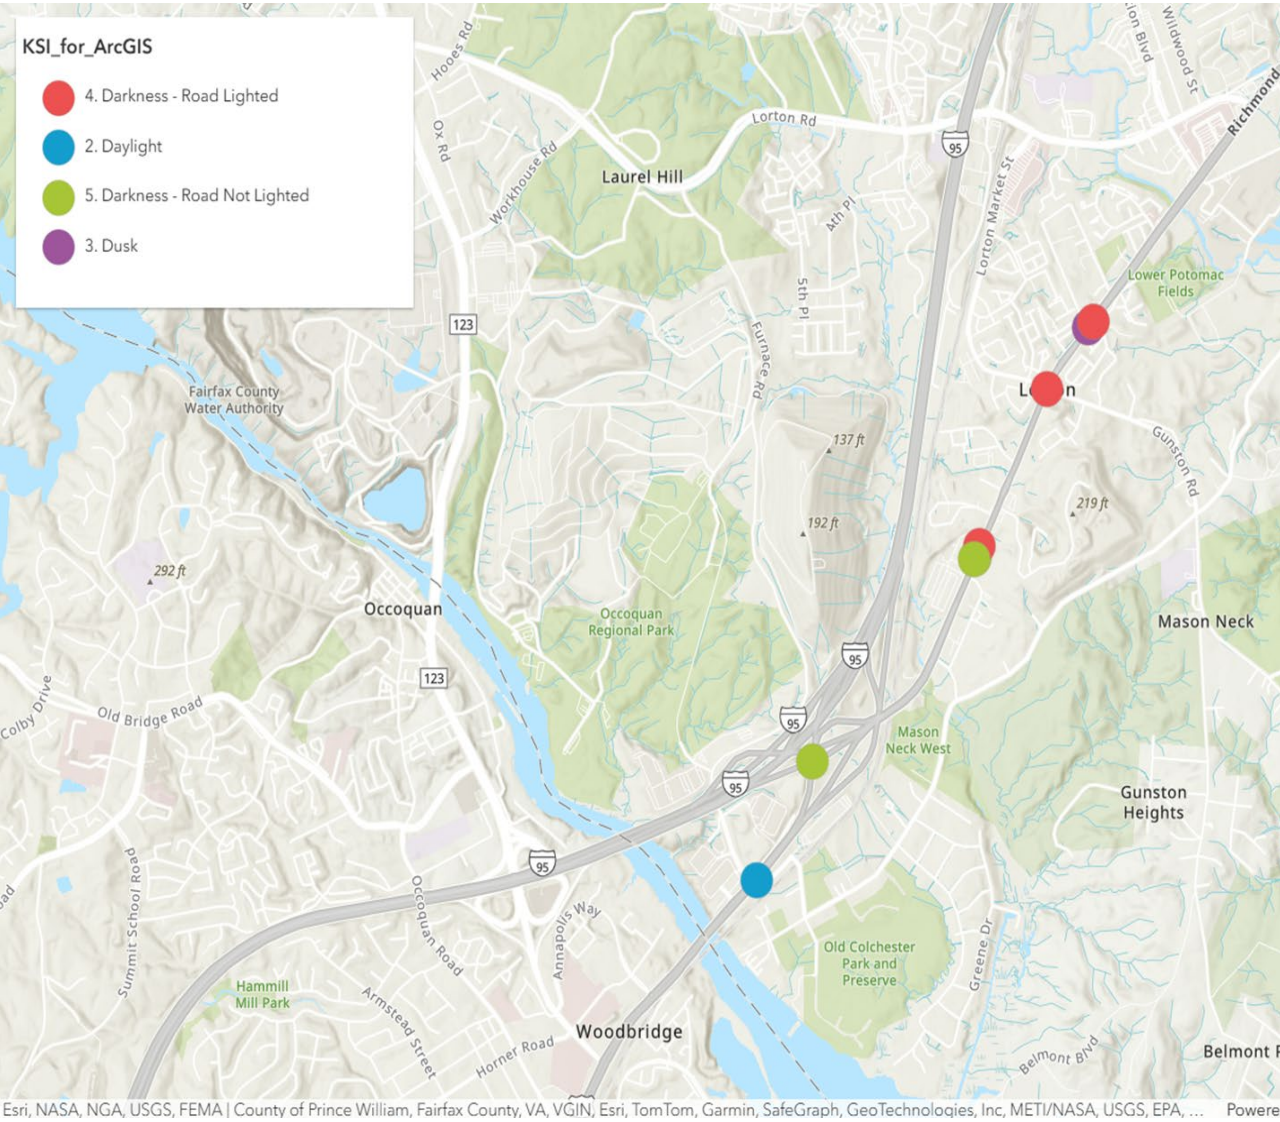 KSI_for_ArcGIS
4. Darkness - Road Lighted
2. Daylight
5. Darkness - Road Not Lighted
3. Dusk
Hooes Rd
Ox Rd
Workhouse Rd
Lorton Rd
Laurel Hill
4th Pl
5th Pl
Furnace Rd
95
Lorton Market St
Wildwood St
Richmond
Lower Potomac
Fields
123
Fairfax County
Water Authority
137 ft
192 ft
219 ft
Gunston Rd
292 ft
Occoquan
Occoquan
Regional Park
Mason Neck
95
123
Colby Drive
Old Bridge Road
95
Mason
Neck West
95
Gunston
Heights
95
Summit School Road
Occoquan Road
Annapolis Way
Old Colchester
Park and
Preserve
Greene Dr
Hammill
Mill Park
Armstead Street
Horner Road
Woodbridge
Belmont Blvd
Belmont
Esri, NASA, NGA, USGS, FEMA | County of Prince William, Fairfax County, VA, VGIN, Esri, TomTom, Garmin, SafeGraph, GeoTechnologies, Inc, METI/NASA, USGS, EPA, ...
Powere